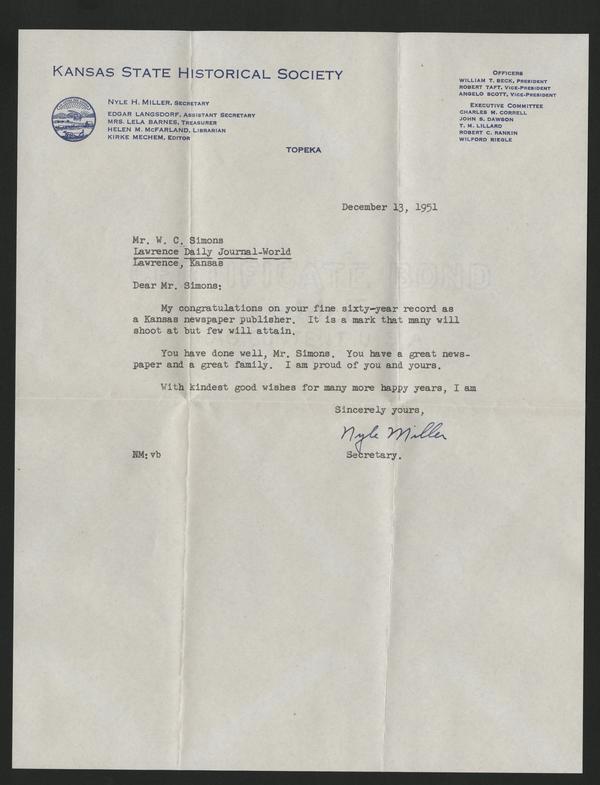 KANSAS STATE HISTORICAL SOCIETY
NYLE H. MILLER, SECRETARY
EDGAR LANGSDORF, ASSISTANT SECRETARY
MRS. LELA BARNES, TREASURER
HELEN M. MCFARLAND, LIBRARIAN
KIRKE MECHEM, EDITOR
TOPEKA
OFFICERS
WILLIAM T. BECK, PRESIDENT
ROBERT TAFT, VICE-PRESIDENT
ANGELO SCOTT, VICE-PRESIDENT
EXECUTIVE COMMITTEE
CHARLES M. CORRELL
JOHN S. DAWSON
T. M. LILLARD
ROBERT C. RANKIN
WILFORD RIEGLE
December 13, 1951
Mr. W. C. Simons
Lawrence Daily Journal-World
Lawrence, Kansas
Dear Mr. Simons:
My congratulations on your fine sixty-year record as
a Kansas newspaper publisher. It is a mark that many will
shoot at but few will attain.
You have done well, Mr. Simons. You have a great news-
paper and a great family. I am proud of you and yours.
With kindest good wishes for many more happy years, I am
Sincerely yours,
Nyle Miller
NM:vb
Secretary.